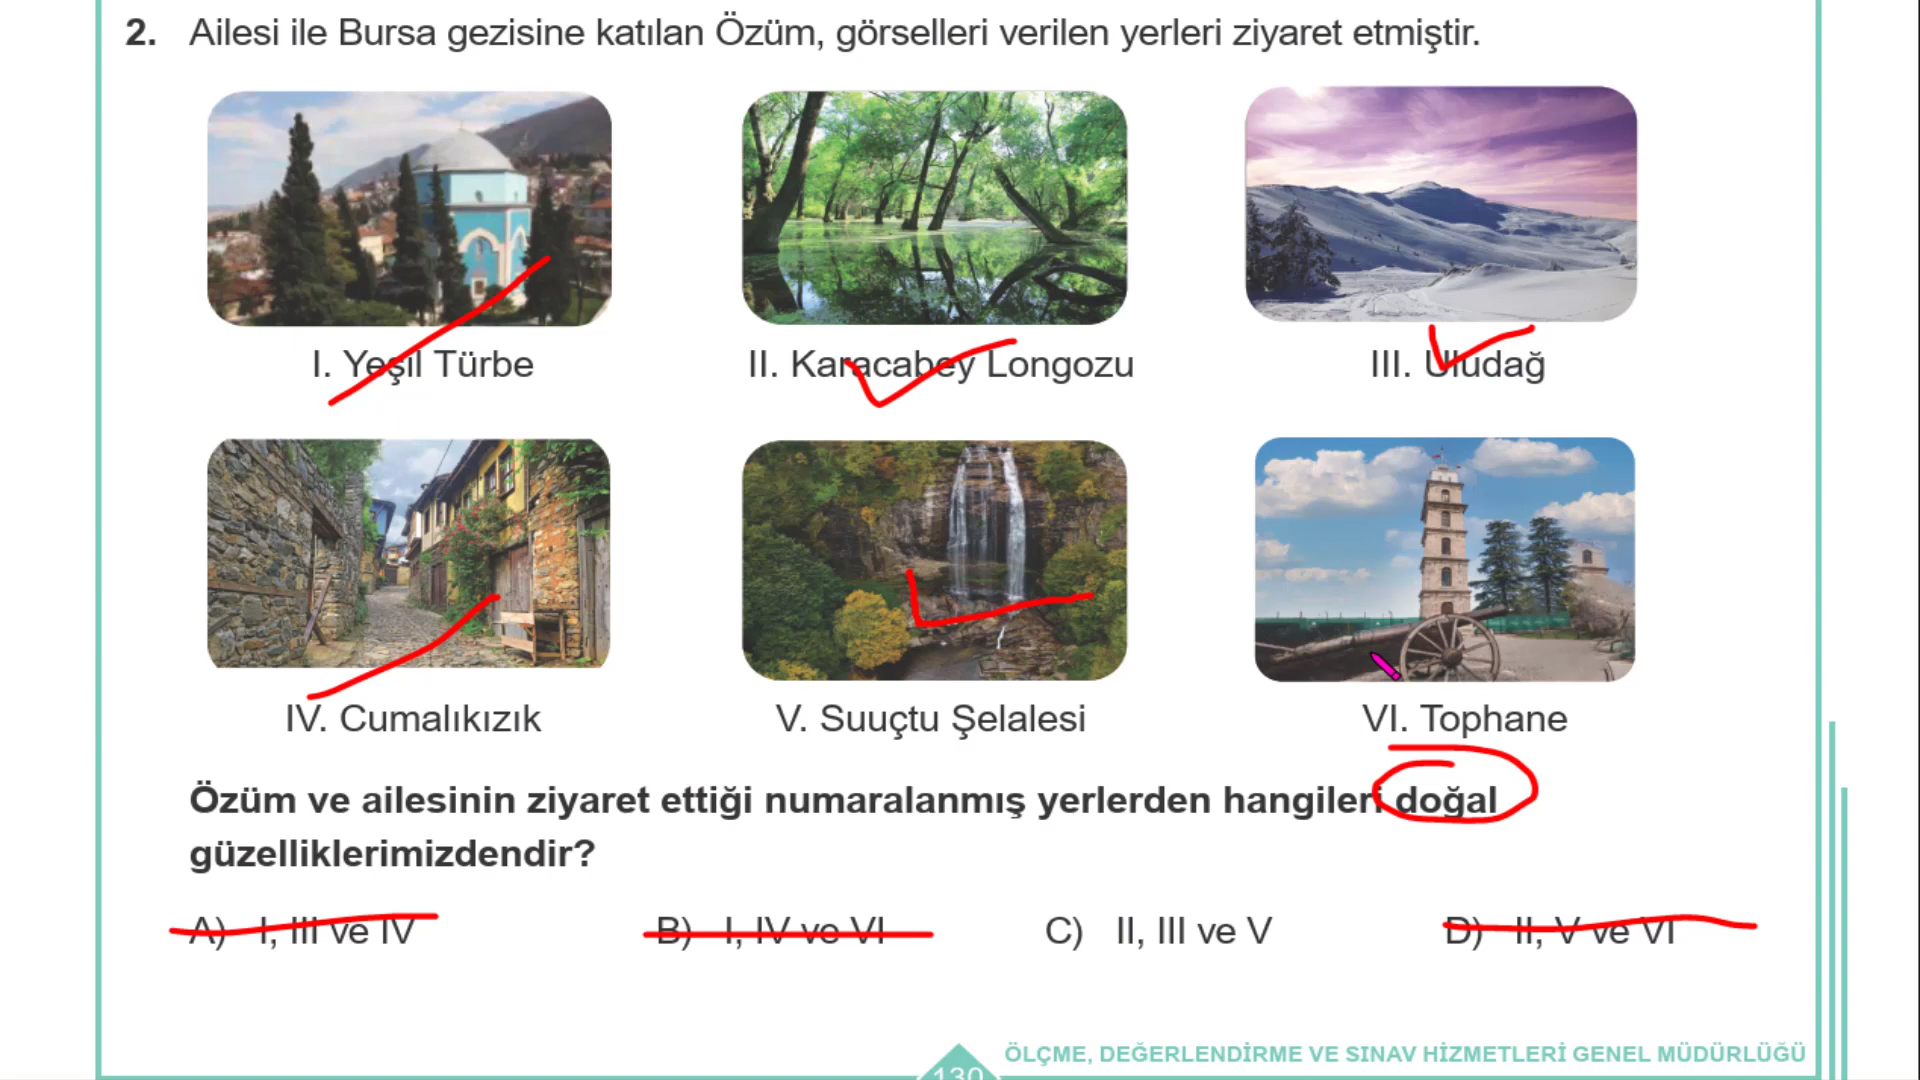 2. Ailesi ile Bursa gezisine katılan Özüm, görselleri verilen yerleri ziyaret etmiştir.
I. Yeşil Türbe
II. Karacabey Longozu
III. Uludağ
IV. Cumalıkızık
V. Suuçtu Şelalesi
VI. Tophane
Özüm ve ailesinin ziyaret ettiği numaralanmış yerlerden hangileri doğal
güzelliklerimizdendir?
A) I, III ve IV
B) I, IV ve VI
C) II, III ve V
D) II, V ve VI
ÖLÇME, DEĞERLENDİRME VE SINAV HİZMETLERİ GENEL MÜDÜRLÜĞÜ
130